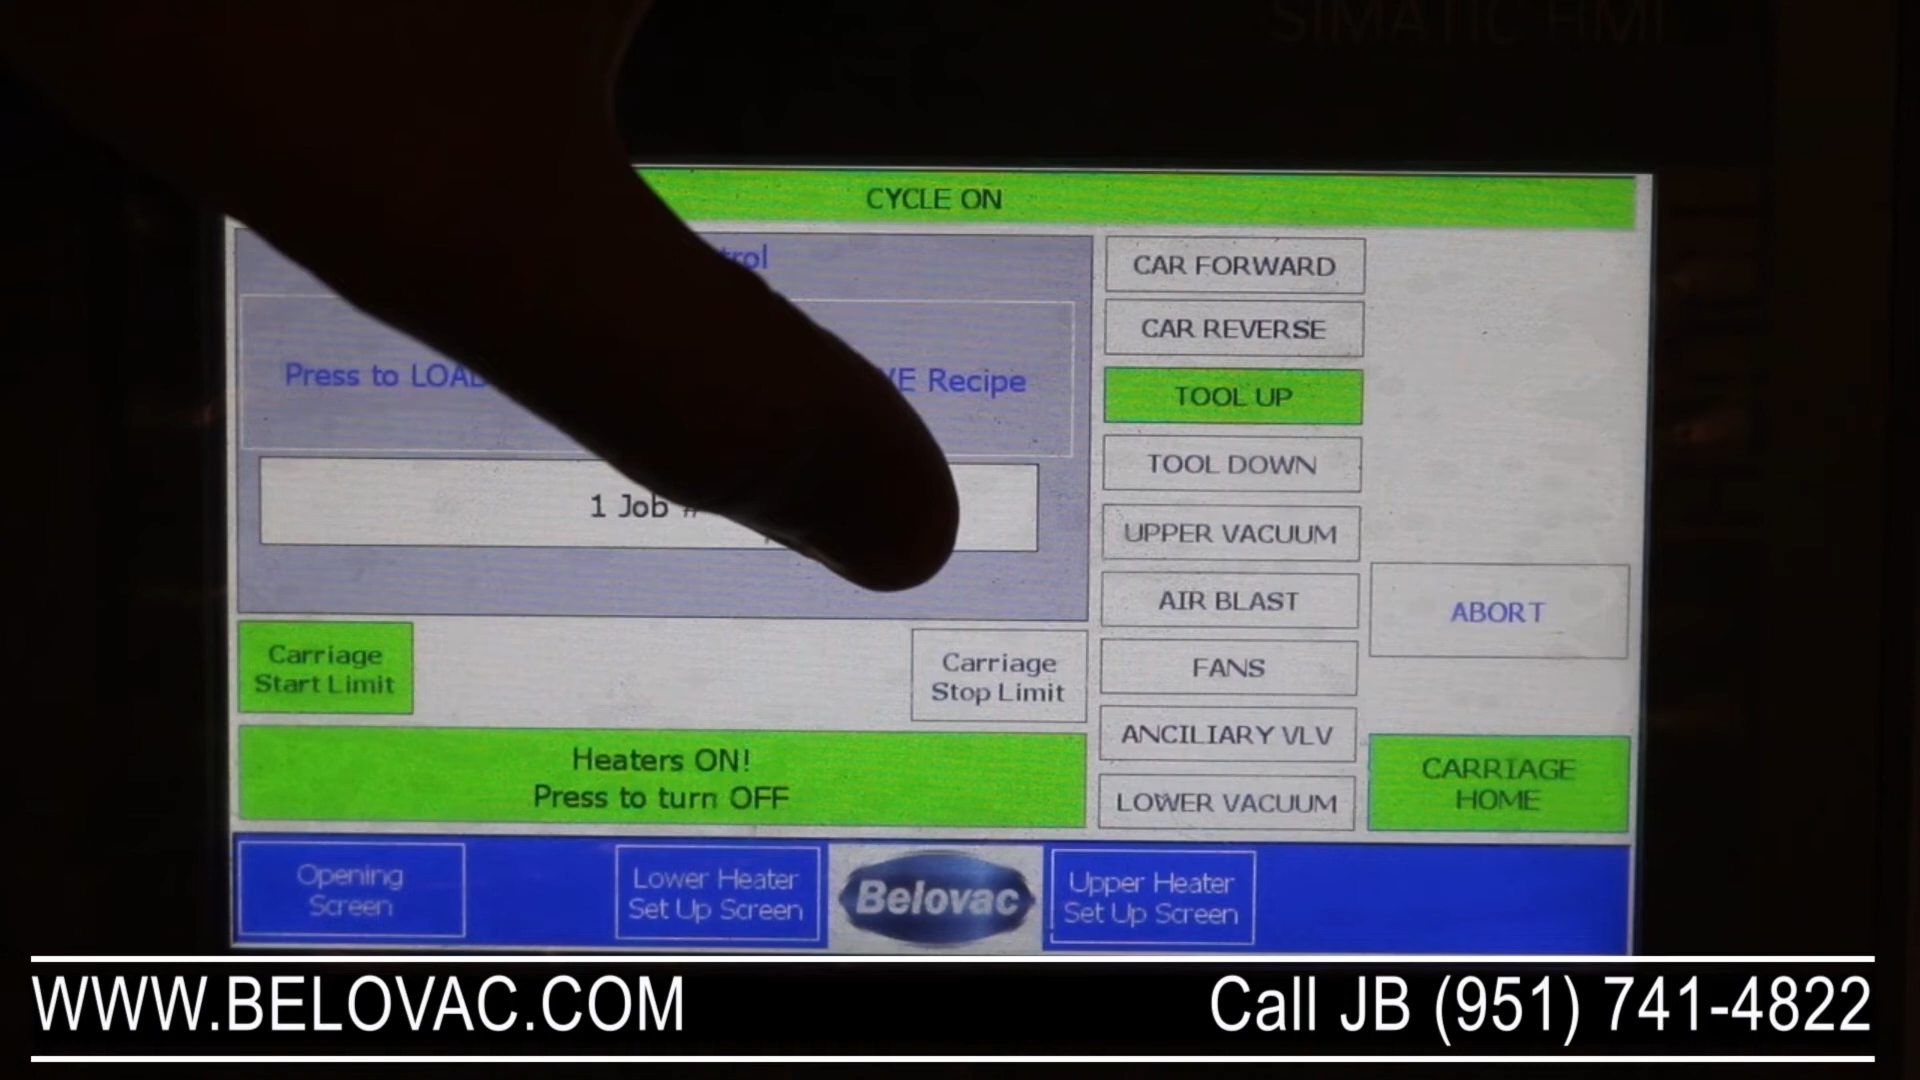 SIMATIC HMI
CYCLE ON
Press to LOAD
Recipe
1 Job #
CAR FORWARD
CAR REVERSE
TOOL UP
TOOL DOWN
UPPER VACUUM
AIR BLAST
FANS
ANCILIARY VLV
LOWER VACUUM
ABORT
CARRIAGE
HOME
Carriage
Start Limit
Carriage
Stop Limit
Heaters ON!
Press to turn OFF
Opening
Screen
Lower Heater
Set Up Screen
Belovac
Upper Heater
Set Up Screen
WWW.BELOVAC.COM
Call JB (951) 741-4822